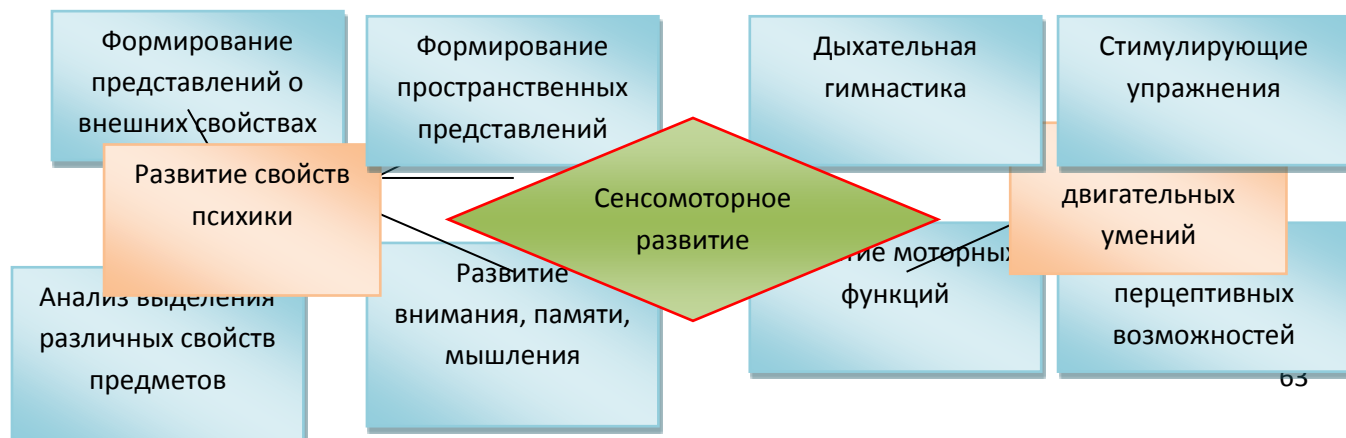 Формирование
представлений о
внешних свойствах
Формирование
пространственных
представлений
Дыхательная
гимнастика
Стимулирующие
упражнения
Развитие свойств
психики
Сенсомоторное
развитие
двигательных
умений
Анализ выделения
различных свойств
предметов
Развитие
внимания, памяти,
мышления
моторных
функций
перцептивных
возможностей
63